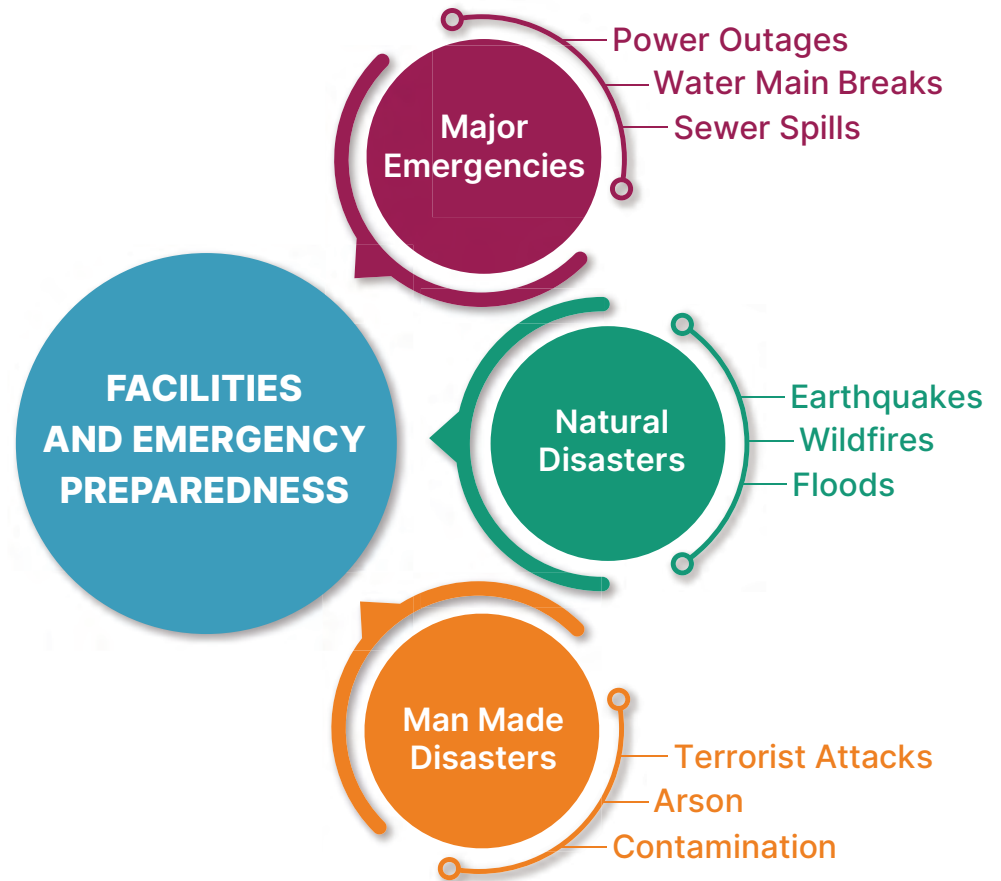 FACILITIES
AND EMERGENCY
PREPAREDNESS
Major
Emergencies
Power Outages
Water Main Breaks
Sewer Spills
Natural
Disasters
Earthquakes
Wildfires
Floods
Man Made
Disasters
Terrorist Attacks
Arson
Contamination